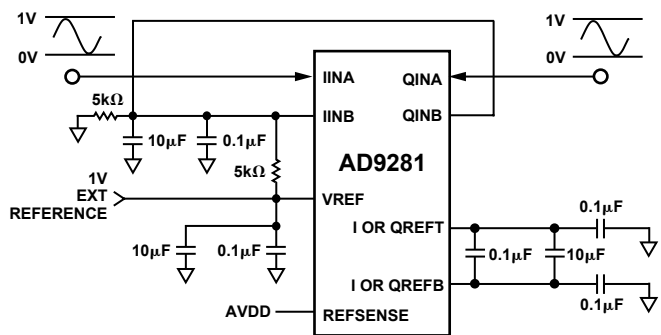 1V
0V
1V
0V
IINA
QINA
5kΩ
IINB
QINB
10µF
0.1µF
AD9281
5kΩ
1V
EXT
REFERENCE
VREF
0.1µF
I OR QREFT
10µF
0.1µF
0.1µF
10µF
I OR QREFB
0.1µF
AVDD
REFSENSE